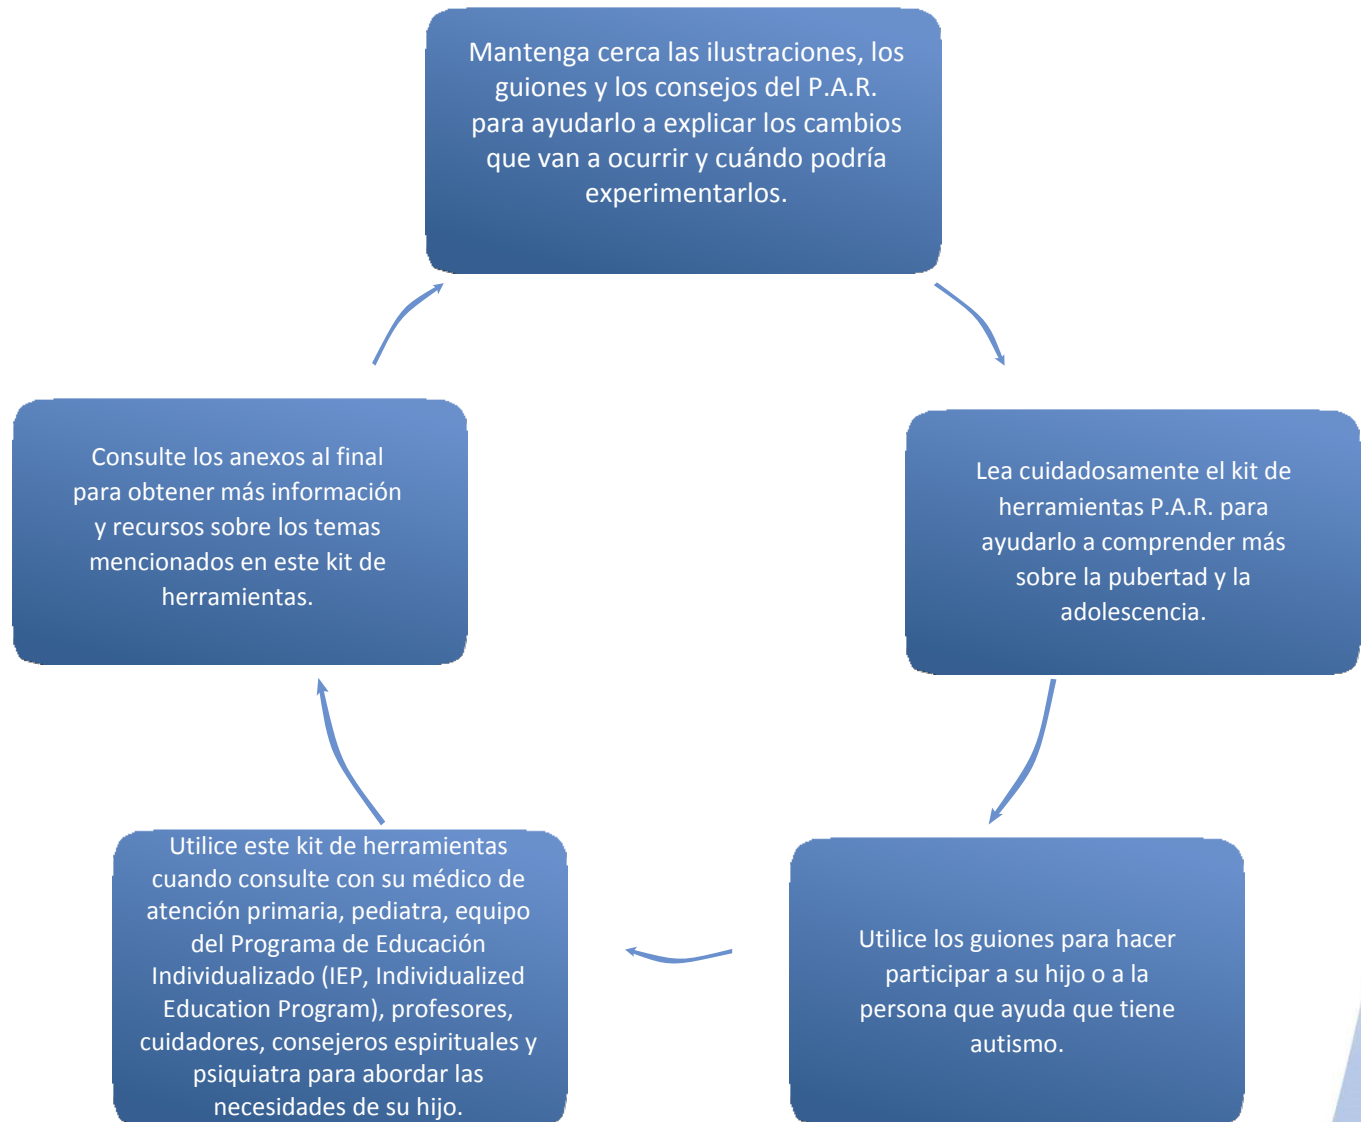 Mantenga cerca las ilustraciones, los
guiones y los consejos del P.A.R.
para ayudarlo a explicar los cambios
que van a ocurrir y cuándo podría
experimentarlos.
Lea cuidadosamente el kit de
herramientas P.A.R. para
ayudarlo a comprender más
sobre la pubertad y la
adolescencia.
Utilice los guiones para hacer
participar a su hijo o a la
persona que ayuda que tiene
autismo.
Utilice este kit de herramientas
cuando consulte con su médico de
atención primaria, pediatra, equipo
del Programa de Educación
Individualizado (IEP, Individualized
Education Program), profesores,
cuidadores, consejeros espirituales y
psiquiatra para abordar las
necesidades de su hijo.
Consulte los anexos al final
para obtener más información
y recursos sobre los temas
mencionados en este kit de
herramientas.